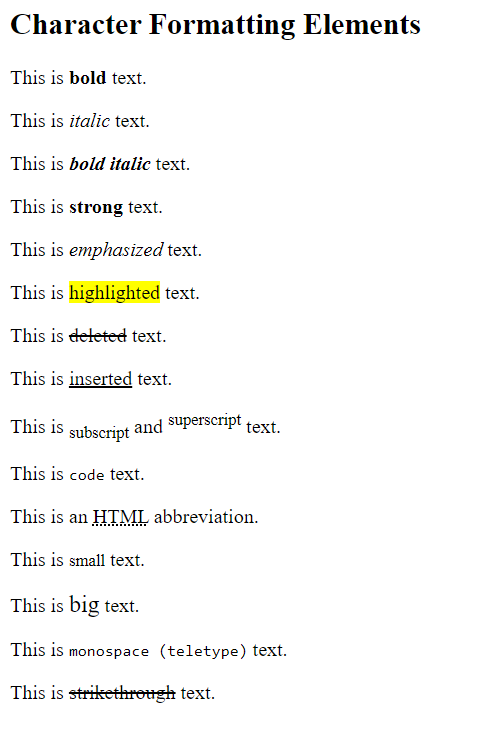 Character Formatting Elements
This is bold text.
This is italic text.
This is bold italic text.
This is strong text.
This is emphasized text.
This is highlighted text.
This is deleted text.
This is inserted text.
This is subscript and superscript text.
This is code text.
This is an HTML abbreviation.
This is small text.
This is big text.
This is monospace (teletype) text.
This is strikethrough text.